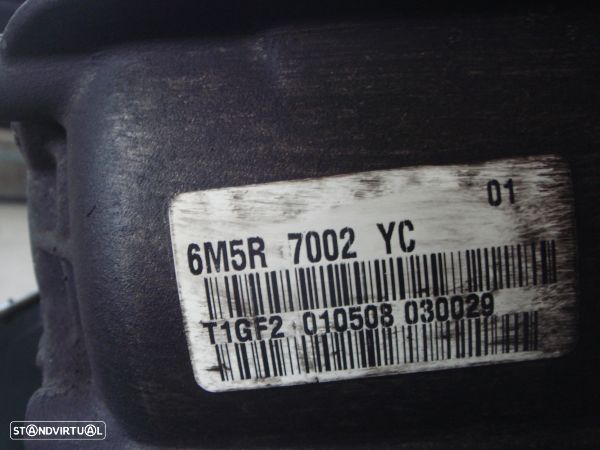 01
6M5R 7002 YC
T1GF2 010508 030029
STANDVIRTUAL